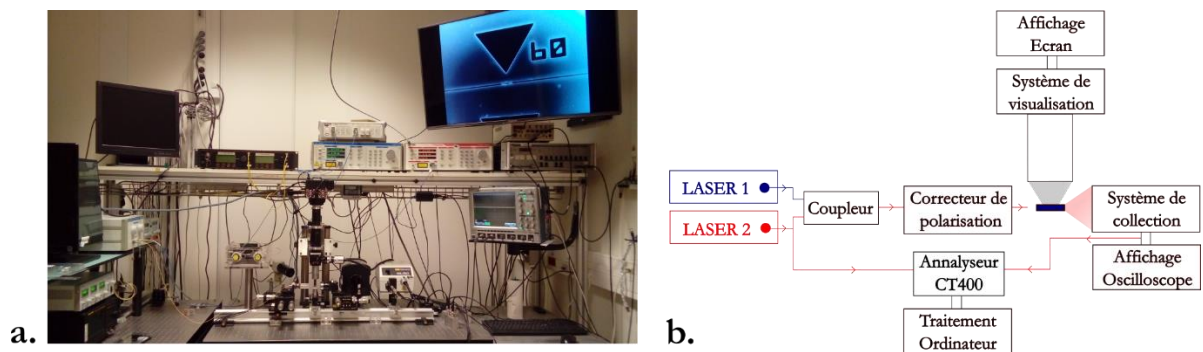 60
a.
Affichage
Ecran
Système de
visualisation
LASER 1
LASER 2
Coupleur
Correcteur de
polarisation
Système de
collection
Affichage
Oscilloscope
Annalyseur
CT400
Traitement
Ordinateur
b.